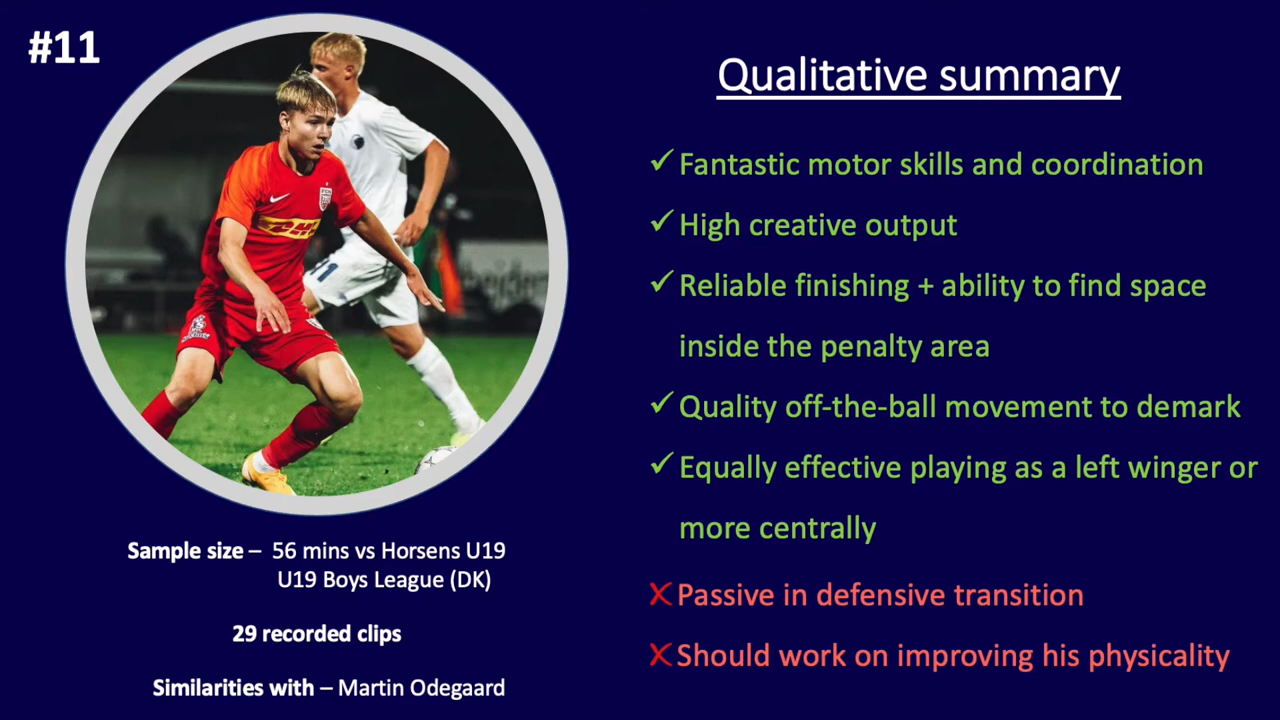 #11
Qualitative summary
✓ Fantastic motor skills and coordination
✓ High creative output
✓ Reliable finishing + ability to find space
inside the penalty area
✓ Quality off-the-ball movement to demark
✓ Equally effective playing as a left winger or
more centrally
✗ Passive in defensive transition
✗ Should work on improving his physicality
Sample size – 56 mins vs Horsens U19
U19 Boys League (DK)
29 recorded clips
Similarities with – Martin Odegaard
DHL